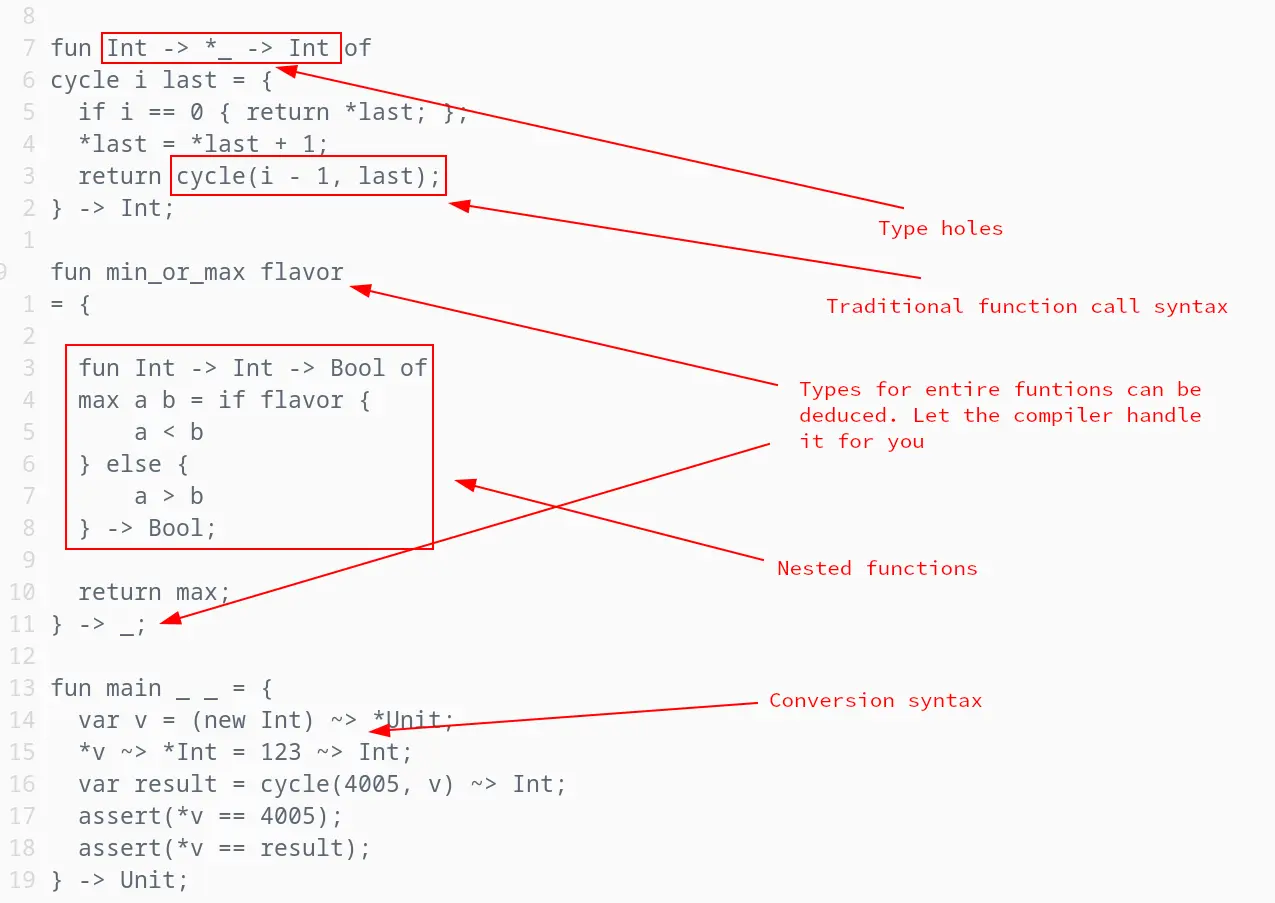 8
7 fun Int -> *_ -> Int of
6 cycle i last = {
5   if i == 0 { return *last; };
4   *last = *last + 1;
3   return cycle(i - 1, last);
2 } -> Int;
Type holes
1
9 fun min_or_max flavor
Traditional function call syntax
1 = {
2
3   fun Int -> Int -> Bool of
4   max a b = if flavor {
5       a < b
6   } else {
7       a > b
8   } -> Bool;
Types for entire funtions can be
deduced. Let the compiler handle
it for you
9
Nested functions
10   return max;
11 } -> _;
12
13 fun main _ _ = {
14   var v = (new Int) ~> *Unit;
Conversion syntax
15   *v ~> *Int = 123 ~> Int;
16   var result = cycle(4005, v) ~> Int;
17   assert(*v == 4005);
18   assert(*v == result);
19 } -> Unit;